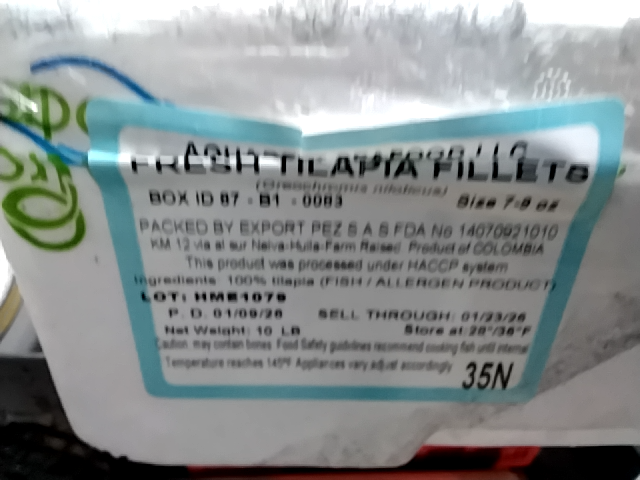 FRESH TILAPIA FILLETS
(Oreochromis niloticus)
BOX ID 87 - B1 - 0083 Size 7-9 oz
PACKED BY EXPORT PEZ S A S FDA No 14070921010
KM 12 via al sur Neiva-Huila-Farm Raised. Product of COLOMBIA
This product was processed under HACCP system
Ingredients: 100% tilapia (FISH / ALLERGEN PRODUCT)
LOT: HME1079
P. D. 01/09/26 SELL THROUGH: 01/23/26
Net Weight: 10 LB Store at 28°/36°F
Caution, may contain bones. Food Safety guidelines recommend cooking fish until internal
Temperature reaches 145°F Appliances vary adjust accordingly
35N